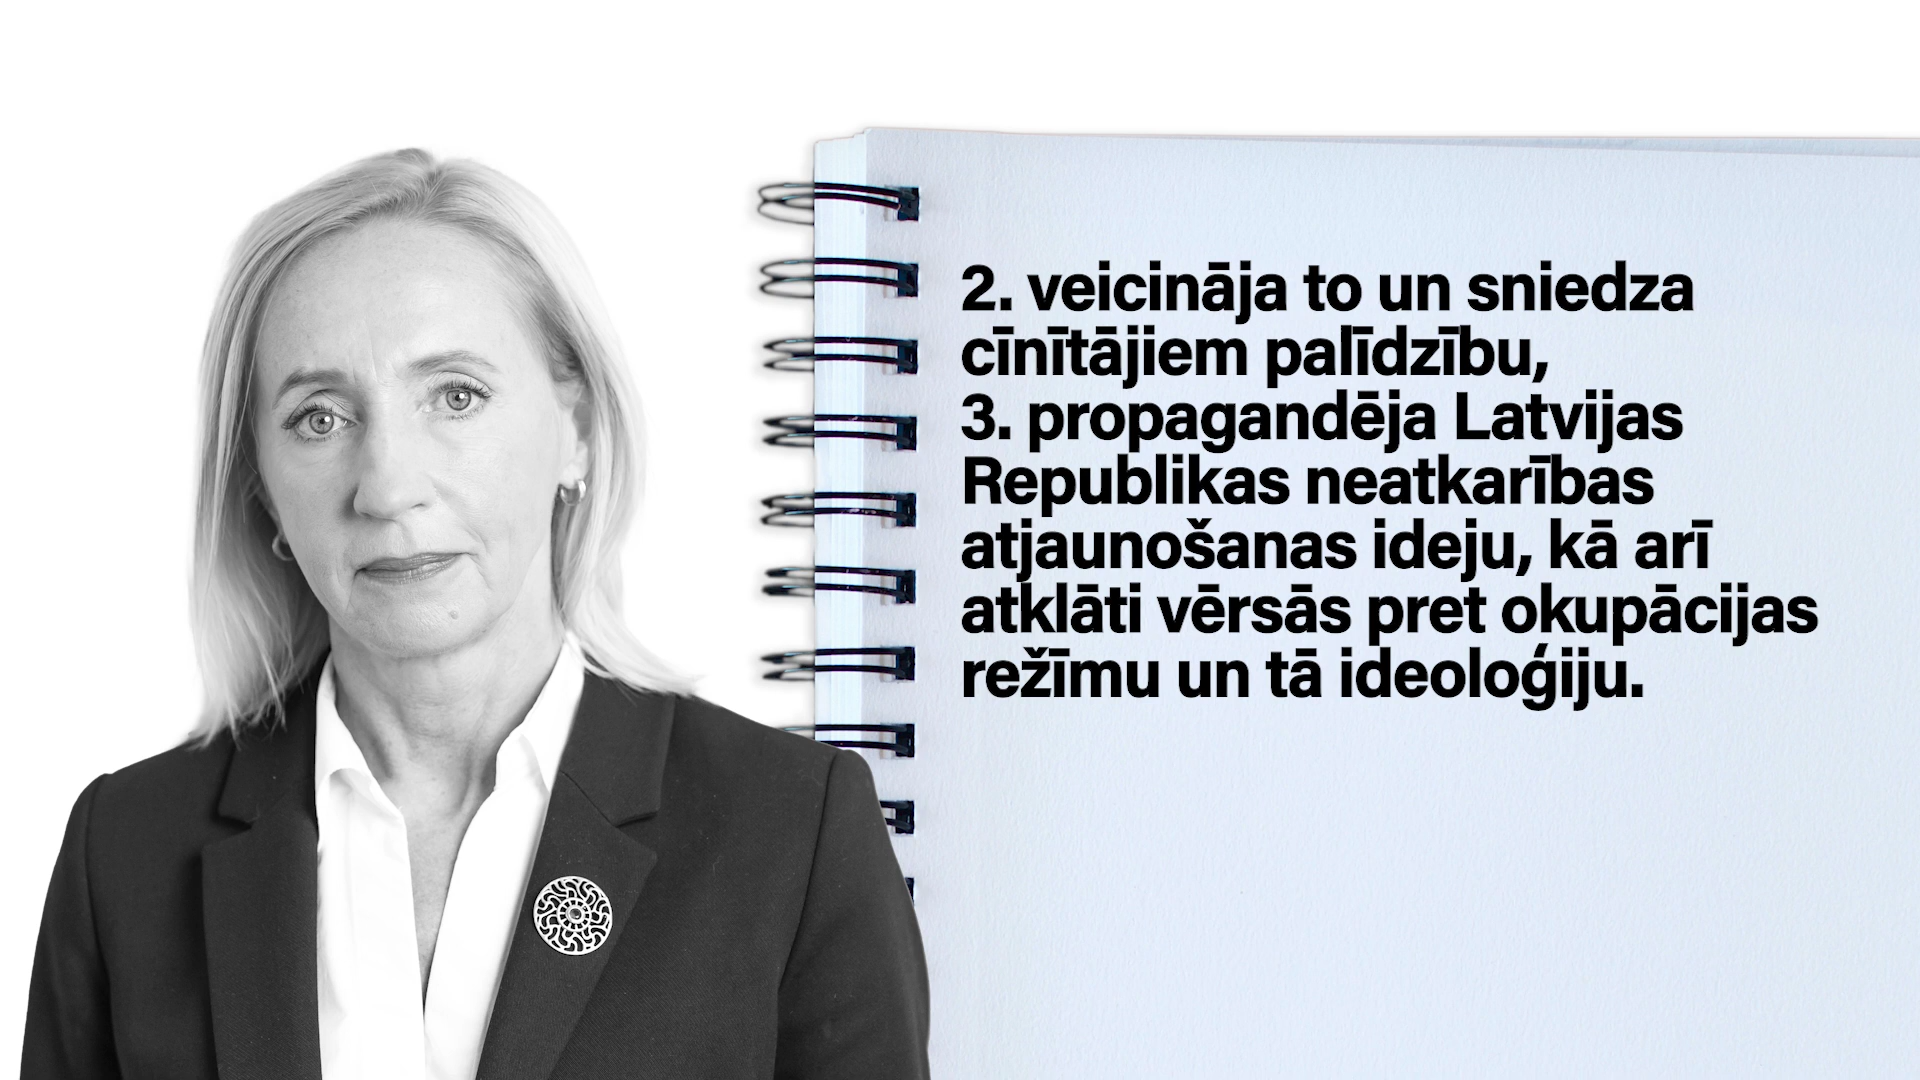 2. veicināja to un sniedza
cīnītājiem palīdzību,
3. propagandēja Latvijas
Republikas neatkarības
atjaunošanas ideju, kā arī
atklāti vērsās pret okupācijas
režīmu un tā ideoloģiju.